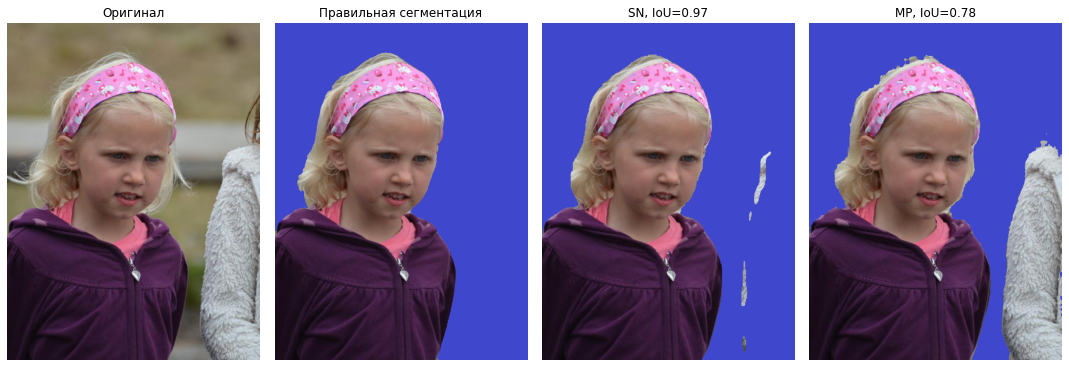 Оригинал
Правильная сегментация
SN, IoU=0.97
MP, IoU=0.78